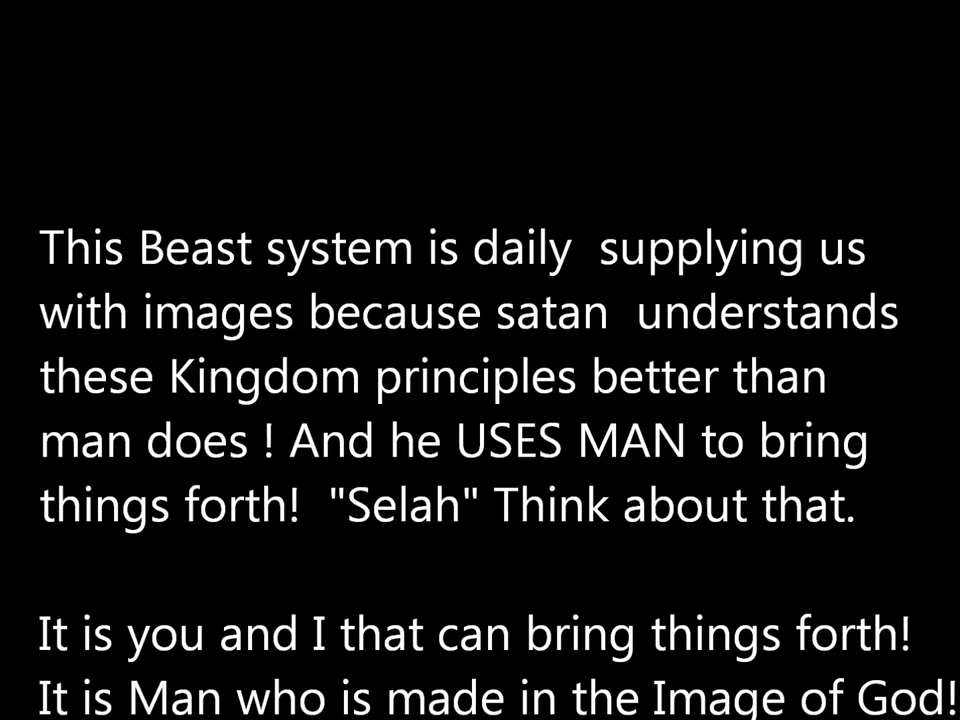 This Beast system is daily  supplying us
with images because satan  understands
these Kingdom principles better than
man does ! And he USES MAN to bring
things forth!  "Selah" Think about that.
It is you and I that can bring things forth!
It is Man who is made in the Image of God!